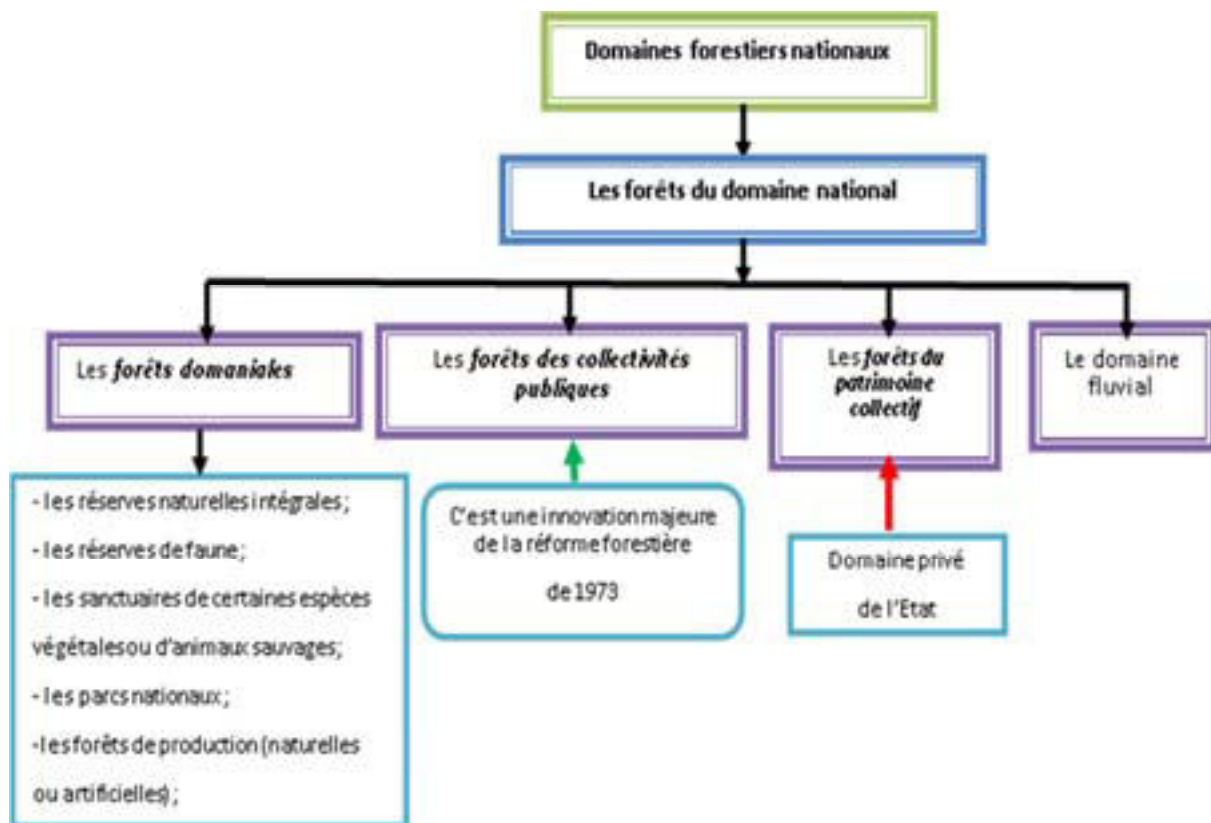 Domaines forestiers nationaux
Les forêts du domaine national
Les forêts domaniales
Les forêts des collectivités
publiques
Les forêts du
patrimoine
collectif
Le domaine
fluvial
- les réserves naturelles intégrales ;
- les réserves de faune;
- les sanctuaires de certaines espèces
végétales ou d'animaux sauvages;
- les parcs nationaux ;
-les forêts de production (naturelles
ou artificielles) ;
C'est une innovation majeure
de la réforme forestière
de 1973
Domaine privé
de l'Etat